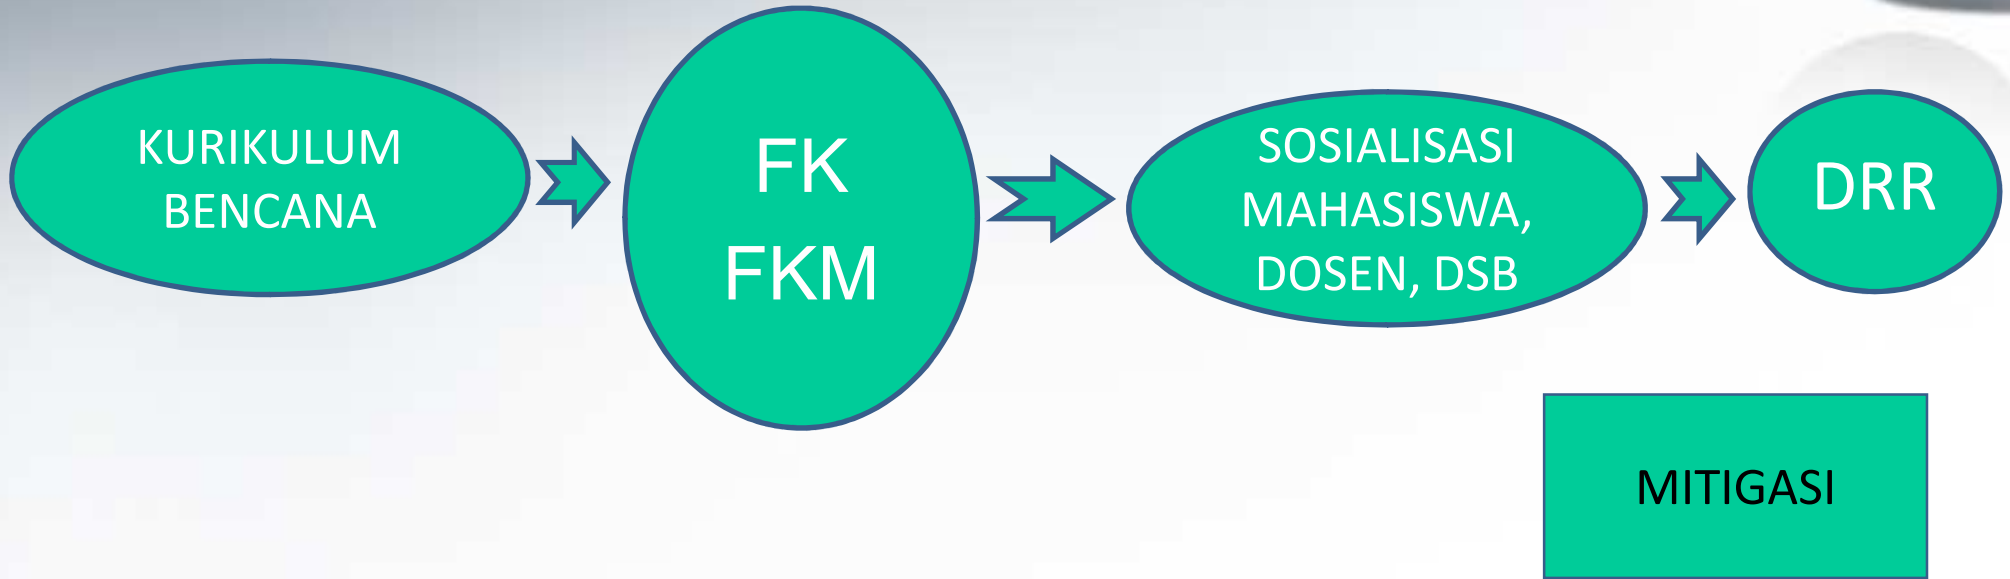 KURIKULUM
BENCANA
FK
FKM
SOSIALISASI
MAHASISWA,
DOSEN, DSB
DRR
MITIGASI